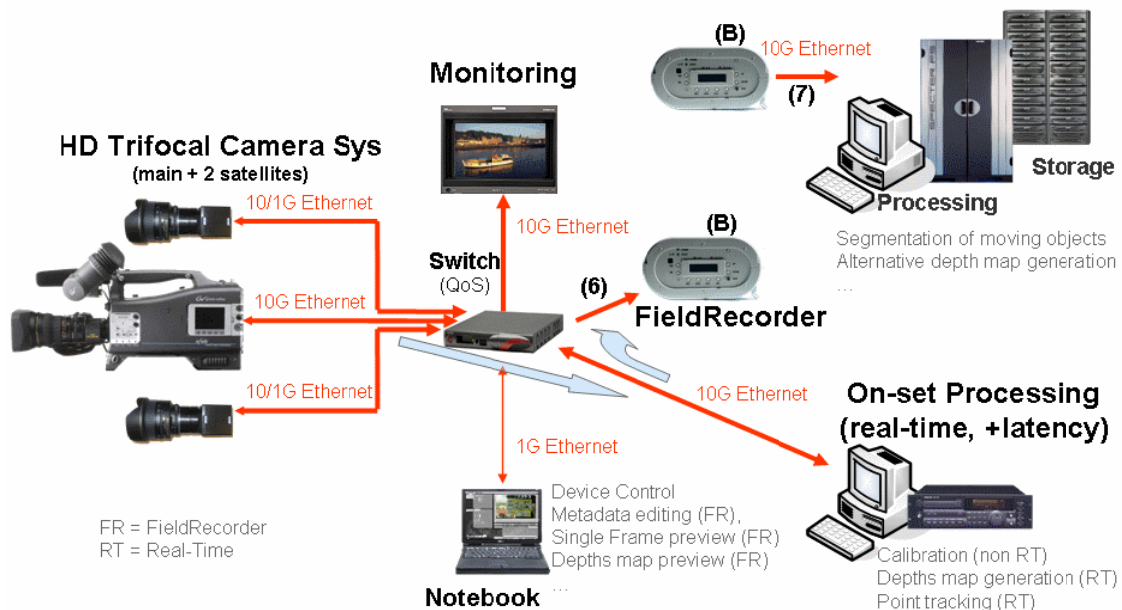 (B)
10G Ethernet
(7)
Monitoring
HD Trifocal Camera Sys
(main + 2 satellites)
Storage
Processing
Segmentation of moving objects
Alternative depth map generation
...
10/1G Ethernet
10G Ethernet
(B)
Switch
(QoS)
(6)
FieldRecorder
10G Ethernet
10/1G Ethernet
10G Ethernet
On-set Processing
(real-time, +latency)
1G Ethernet
Device Control
Metadata editing (FR),
Single Frame preview (FR)
Depths map preview (FR)
...
FR = FieldRecorder
RT = Real-Time
Notebook
Calibration (non RT)
Depths map generation (RT)
Point tracking (RT)